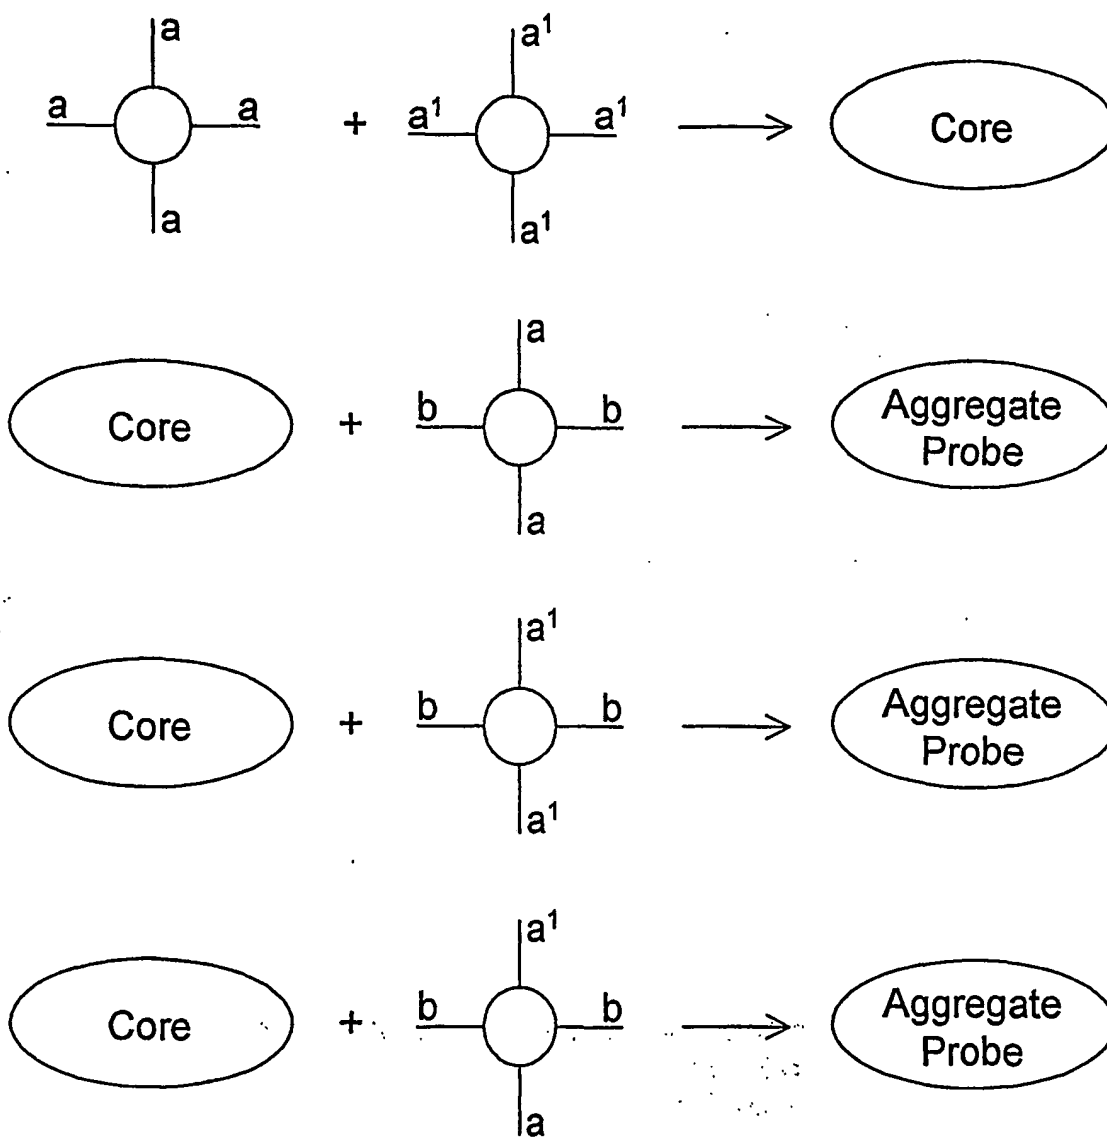 a a¹
a a + a¹ a¹ Core
a a¹
a
Core + b b Aggregate
Probe
a
a¹
Core + b b Aggregate
Probe
a¹
a¹
Core + b b Aggregate
Probe
a